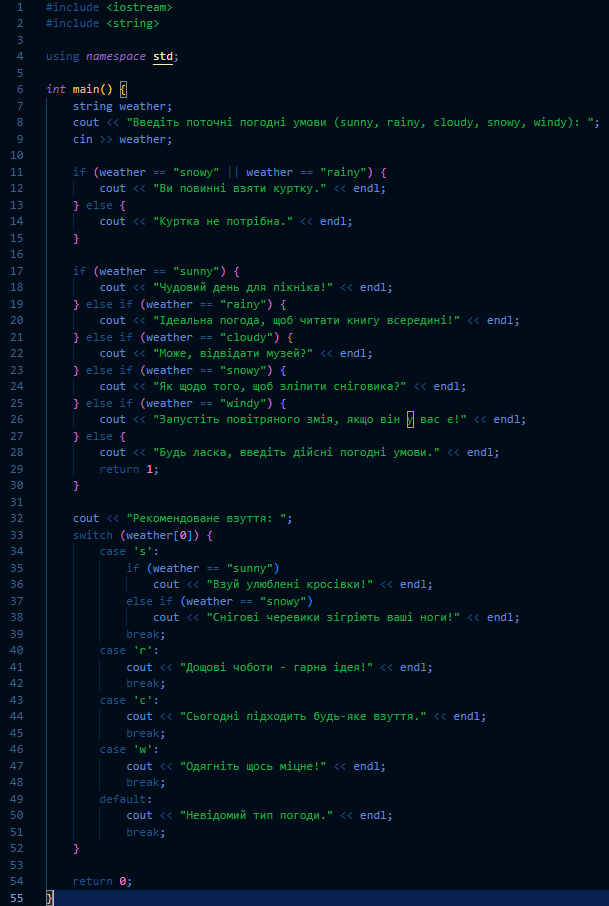 1 #include <iostream>
2 #include <string>
3
4 using namespace std;
5
6 int main() {
7 string weather;
8 cout << "Введіть поточні погодні умови (sunny, rainy, cloudy, snowy, windy): ";
9 cin >> weather;
10
11 if (weather == "snowy" || weather == "rainy") {
12 cout << "Ви повинні взяти куртку." << endl;
13 } else {
14 cout << "Куртка не потрібна." << endl;
15 }
16
17 if (weather == "sunny") {
18 cout << "Чудовий день для пікніка!" << endl;
19 } else if (weather == "rainy") {
20 cout << "Ідеальна погода, щоб читати книгу всередині!" << endl;
21 } else if (weather == "cloudy") {
22 cout << "Може, відвідати музей?" << endl;
23 } else if (weather == "snowy") {
24 cout << "Як щодо того, щоб зліпити сніговика?" << endl;
25 } else if (weather == "windy") {
26 cout << "Запустіть повітряного змія, якщо він у вас є!" << endl;
27 } else {
28 cout << "Будь ласка, введіть дійсні погодні умови." << endl;
29 return 1;
30 }
31
32 cout << "Рекомендоване взуття: ";
33 switch (weather[0]) {
34 case 's':
35 if (weather == "sunny")
36 cout << "Взуй улюблені кросівки!" << endl;
37 else if (weather == "snowy")
38 cout << "Снігові черевики зігріють ваші ноги!" << endl;
39 break;
40 case 'r':
41 cout << "Дощові чоботи - гарна ідея!" << endl;
42 break;
43 case 'c':
44 cout << "Сьогодні підходить будь-яке взуття." << endl;
45 break;
46 case 'w':
47 cout << "Одягніть щось міцне!" << endl;
48 break;
49 default:
50 cout << "Невідомий тип погоди." << endl;
51 break;
52 }
53
54 return 0;
55 }